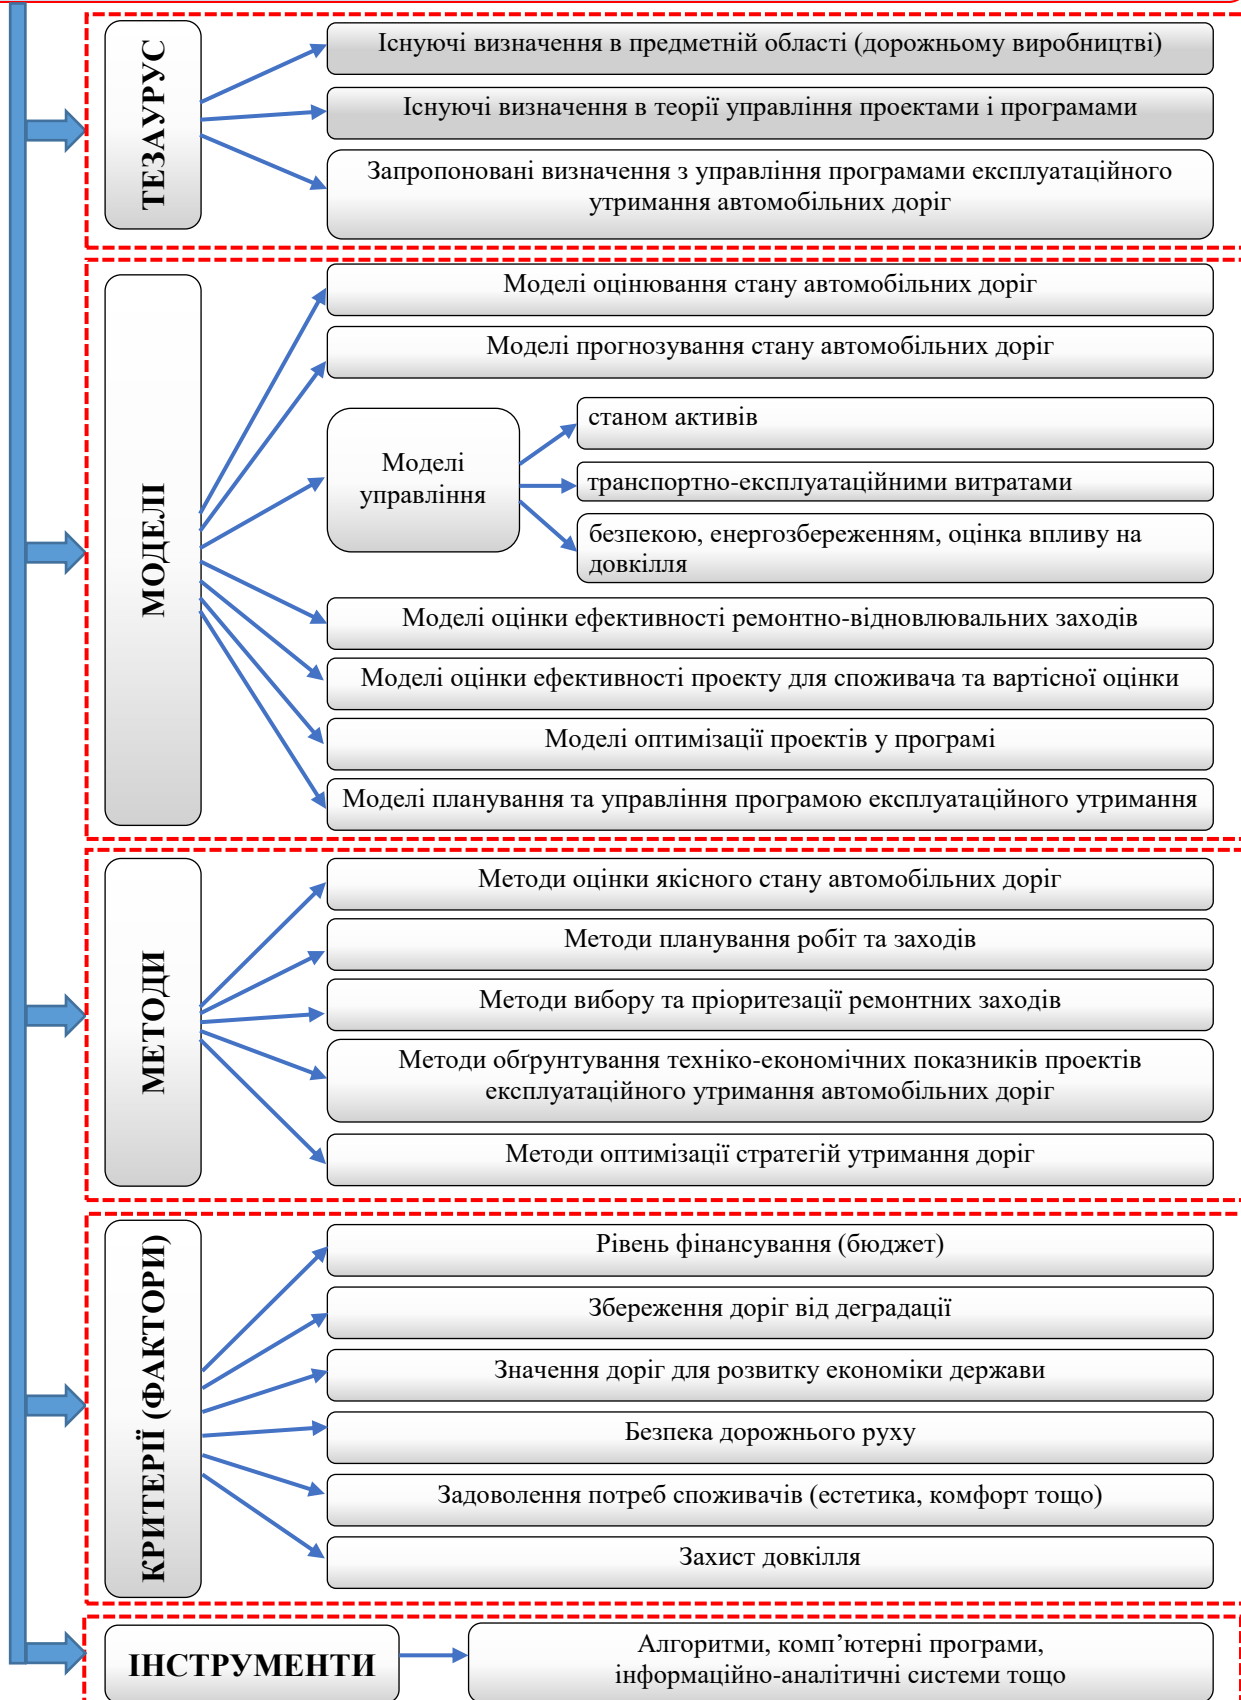 ТЕЗАУРУС
Існуючі визначення в предметній області (дорожньому виробництві)
Існуючі визначення в теорії управління проектами і програмами
Запропоновані визначення з управління програмами експлуатаційного
утримання автомобільних доріг
МОДЕЛІ
Моделі оцінювання стану автомобільних доріг
Моделі прогнозування стану автомобільних доріг
Моделі
управління
станом активів
транспортно-експлуатаційними витратами
безпекою, енергозбереженням, оцінка впливу на
довкілля
Моделі оцінки ефективності ремонтно-відновлювальних заходів
Моделі оцінки ефективності проекту для споживача та вартісної оцінки
Моделі оптимізації проектів у програмі
Моделі планування та управління програмою експлуатаційного утримання
МЕТОДИ
Методи оцінки якісного стану автомобільних доріг
Методи планування робіт та заходів
Методи вибору та пріоритезації ремонтних заходів
Методи обґрунтування техніко-економічних показників проектів
експлуатаційного утримання автомобільних доріг
Методи оптимізації стратегій утримання доріг
КРИТЕРІЇ (ФАКТОРИ)
Рівень фінансування (бюджет)
Збереження доріг від деградації
Значення доріг для розвитку економіки держави
Безпека дорожнього руху
Задоволення потреб споживачів (естетика, комфорт тощо)
Захист довкілля
ІНСТРУМЕНТИ
Алгоритми, комп’ютерні програми,
інформаційно-аналітичні системи тощо